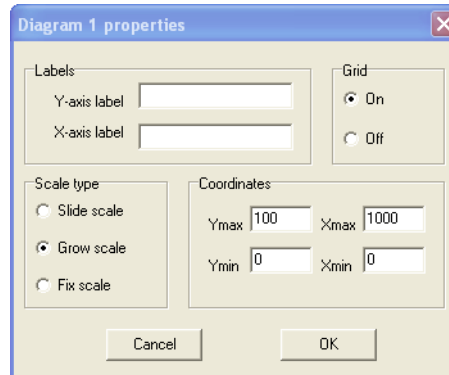 Diagram 1 properties
Labels
Y-axis label
X-axis label
Grid
On
Off
Scale type
Slide scale
Grow scale
Fix scale
Coordinates
Ymax 100 Xmax 1000
Ymin 0 Xmin 0
Cancel OK